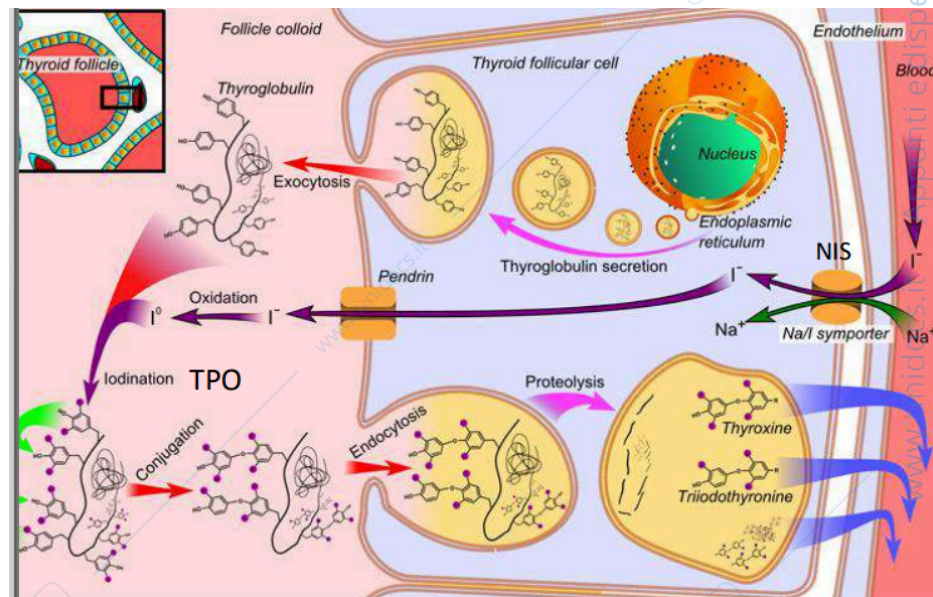 Follicle colloid
Endothelium
Thyroid follicle
Thyroglobulin
Thyroid follicular cell
Blood
Nucleus
Exocytosis
Endoplasmic
reticulum
Thyroglobulin secretion
NIS
I⁻
Pendrin
I⁻
Oxidation
I⁰
I⁻
Na⁺
Na/I symporter
Na⁺
Iodination
TPO
Proteolysis
Conjugation
Endocytosis
Thyroxine
Triiodothyronine